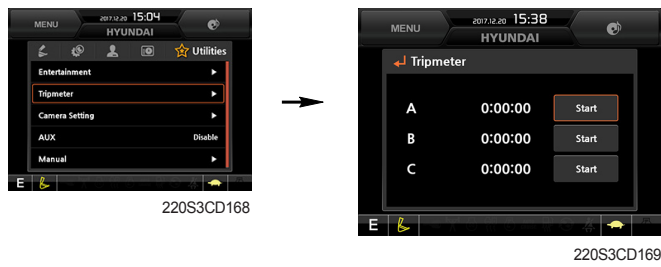 MENU
2017.12.20 15:04
HYUNDAI
Utilities
Entertainment
Tripmeter
Camera Setting
AUX Disable
Manual
E
220S3CD168
MENU
2017.12.20 15:38
HYUNDAI
Tripmeter
A 0:00:00 Start
B 0:00:00 Start
C 0:00:00 Start
E
220S3CD169